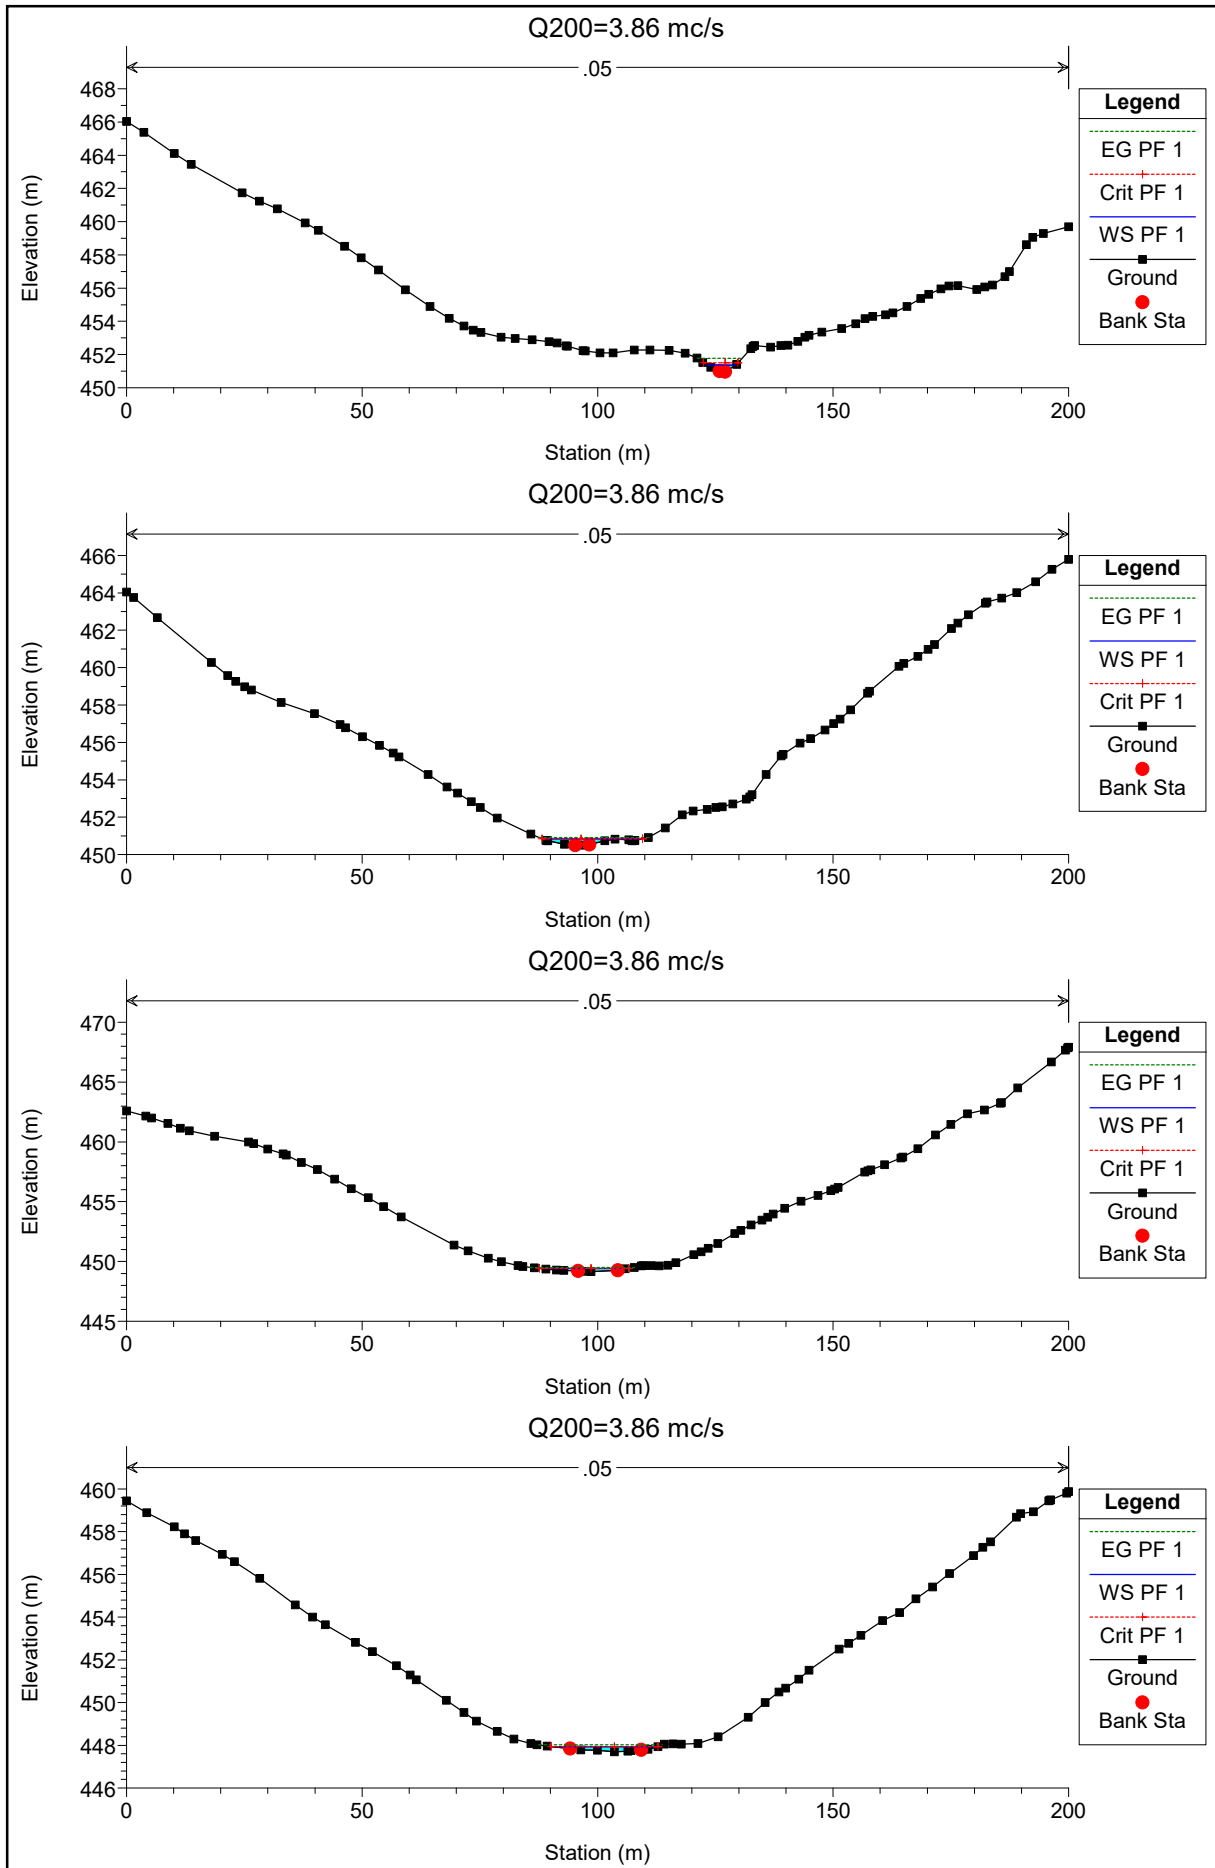 Q200=3.86 mc/s
.05
468
466
464
462
460
458
456
454
452
450
Elevation (m)
0 50 100 150 200
Station (m)
Legend
EG PF 1
Crit PF 1
WS PF 1
Ground
Bank Sta
Q200=3.86 mc/s
.05
466
464
462
460
458
456
454
452
450
Elevation (m)
0 50 100 150 200
Station (m)
Legend
EG PF 1
WS PF 1
Crit PF 1
Ground
Bank Sta
Q200=3.86 mc/s
.05
470
465
460
455
450
445
Elevation (m)
0 50 100 150 200
Station (m)
Legend
EG PF 1
WS PF 1
Crit PF 1
Ground
Bank Sta
Q200=3.86 mc/s
.05
460
458
456
454
452
450
448
446
Elevation (m)
0 50 100 150 200
Station (m)
Legend
EG PF 1
WS PF 1
Crit PF 1
Ground
Bank Sta